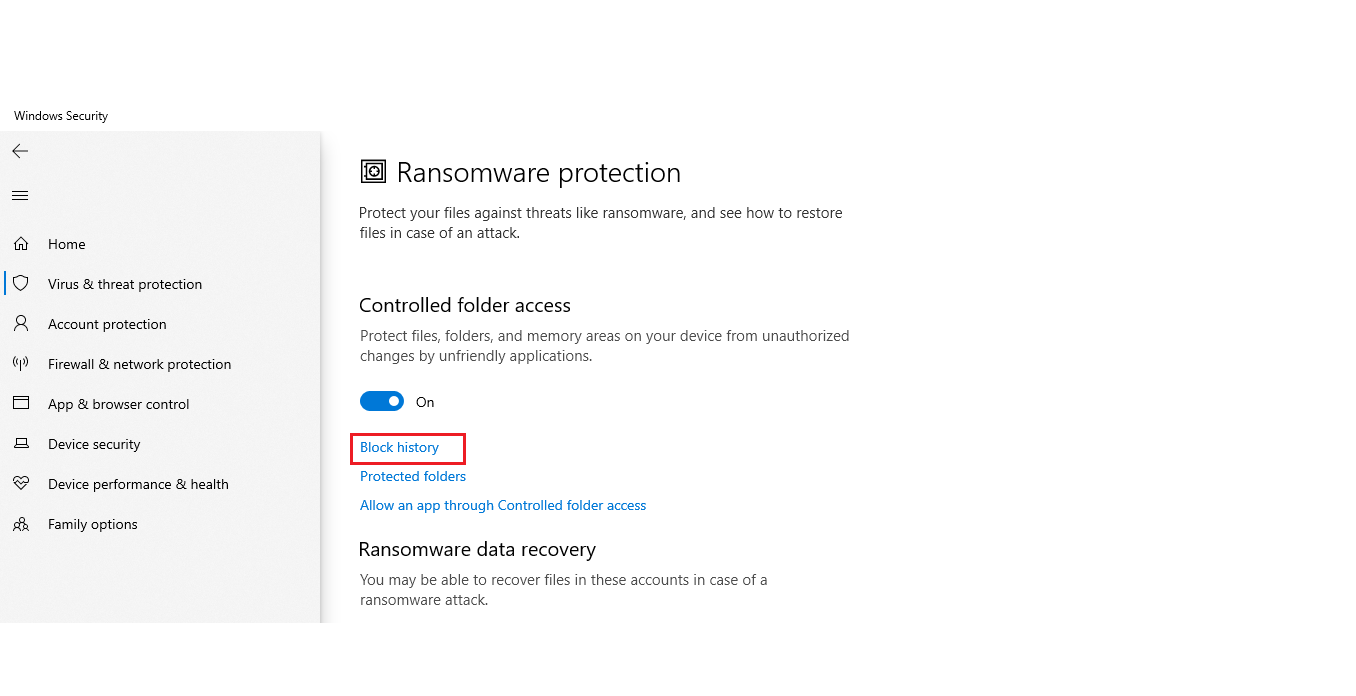 Windows Security
Home
Virus & threat protection
Account protection
Firewall & network protection
App & browser control
Device security
Device performance & health
Family options
Ransomware protection
Protect your files against threats like ransomware, and see how to restore
files in case of an attack.
Controlled folder access
Protect files, folders, and memory areas on your device from unauthorized
changes by unfriendly applications.
On
Block history
Protected folders
Allow an app through Controlled folder access
Ransomware data recovery
You may be able to recover files in these accounts in case of a
ransomware attack.